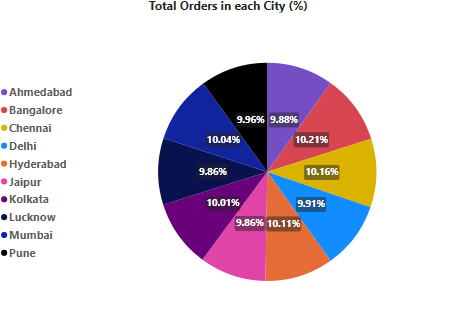 Total Orders in each City (%)
Ahmedabad
Bangalore
Chennai
Delhi
Hyderabad
Jaipur
Kolkata
Lucknow
Mumbai
Pune
9.96%
9.88%
10.04%
10.21%
9.86%
10.16%
10.01%
9.91%
9.86%
10.11%